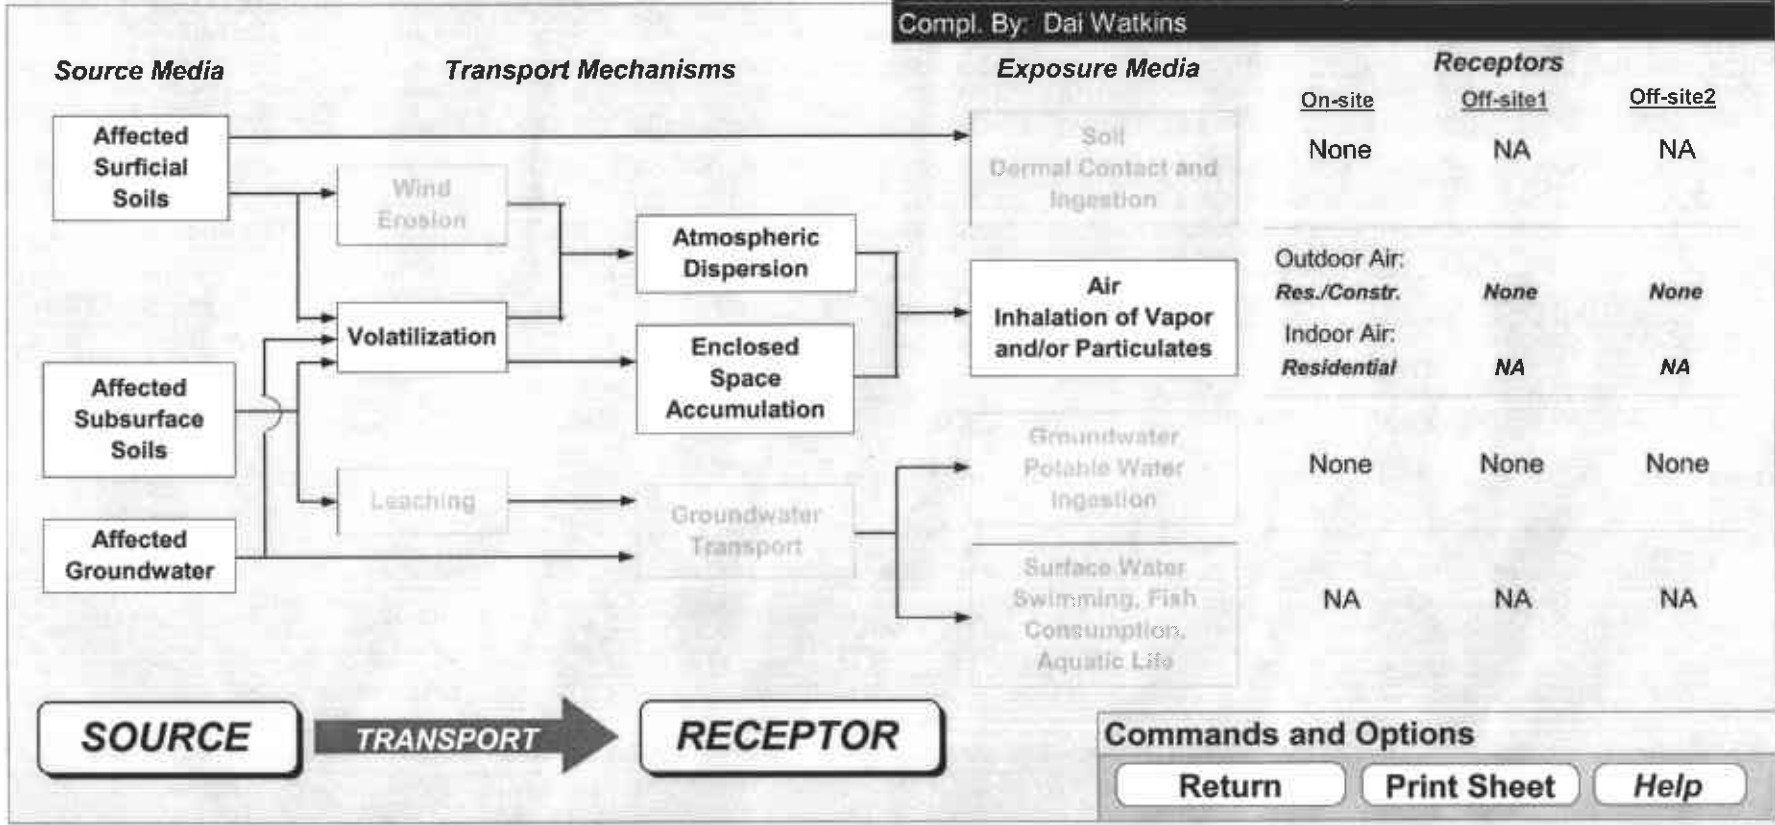 Compl. By: Dai Watkins
Source Media
Transport Mechanisms
Exposure Media
Receptors
On-site
Off-site1
Off-site2
Affected
Surficial
Soils
Wind
Erosion
Volatilization
Atmospheric
Dispersion
Enclosed
Space
Accumulation
Affected
Subsurface
Soils
Leaching
Affected
Groundwater
Groundwater
Transport
Soil
Dermal Contact and
Ingestion
None NA NA
Air
Inhalation of Vapor
and/or Particulates
Outdoor Air:
Res./Constr. None None
Indoor Air:
Residential NA NA
Groundwater
Potable Water
Ingestion
None None None
Surface Water
Swimming, Fish
Consumption,
Aquatic Life
NA NA NA
SOURCE
TRANSPORT
RECEPTOR
Commands and Options
Return
Print Sheet
Help